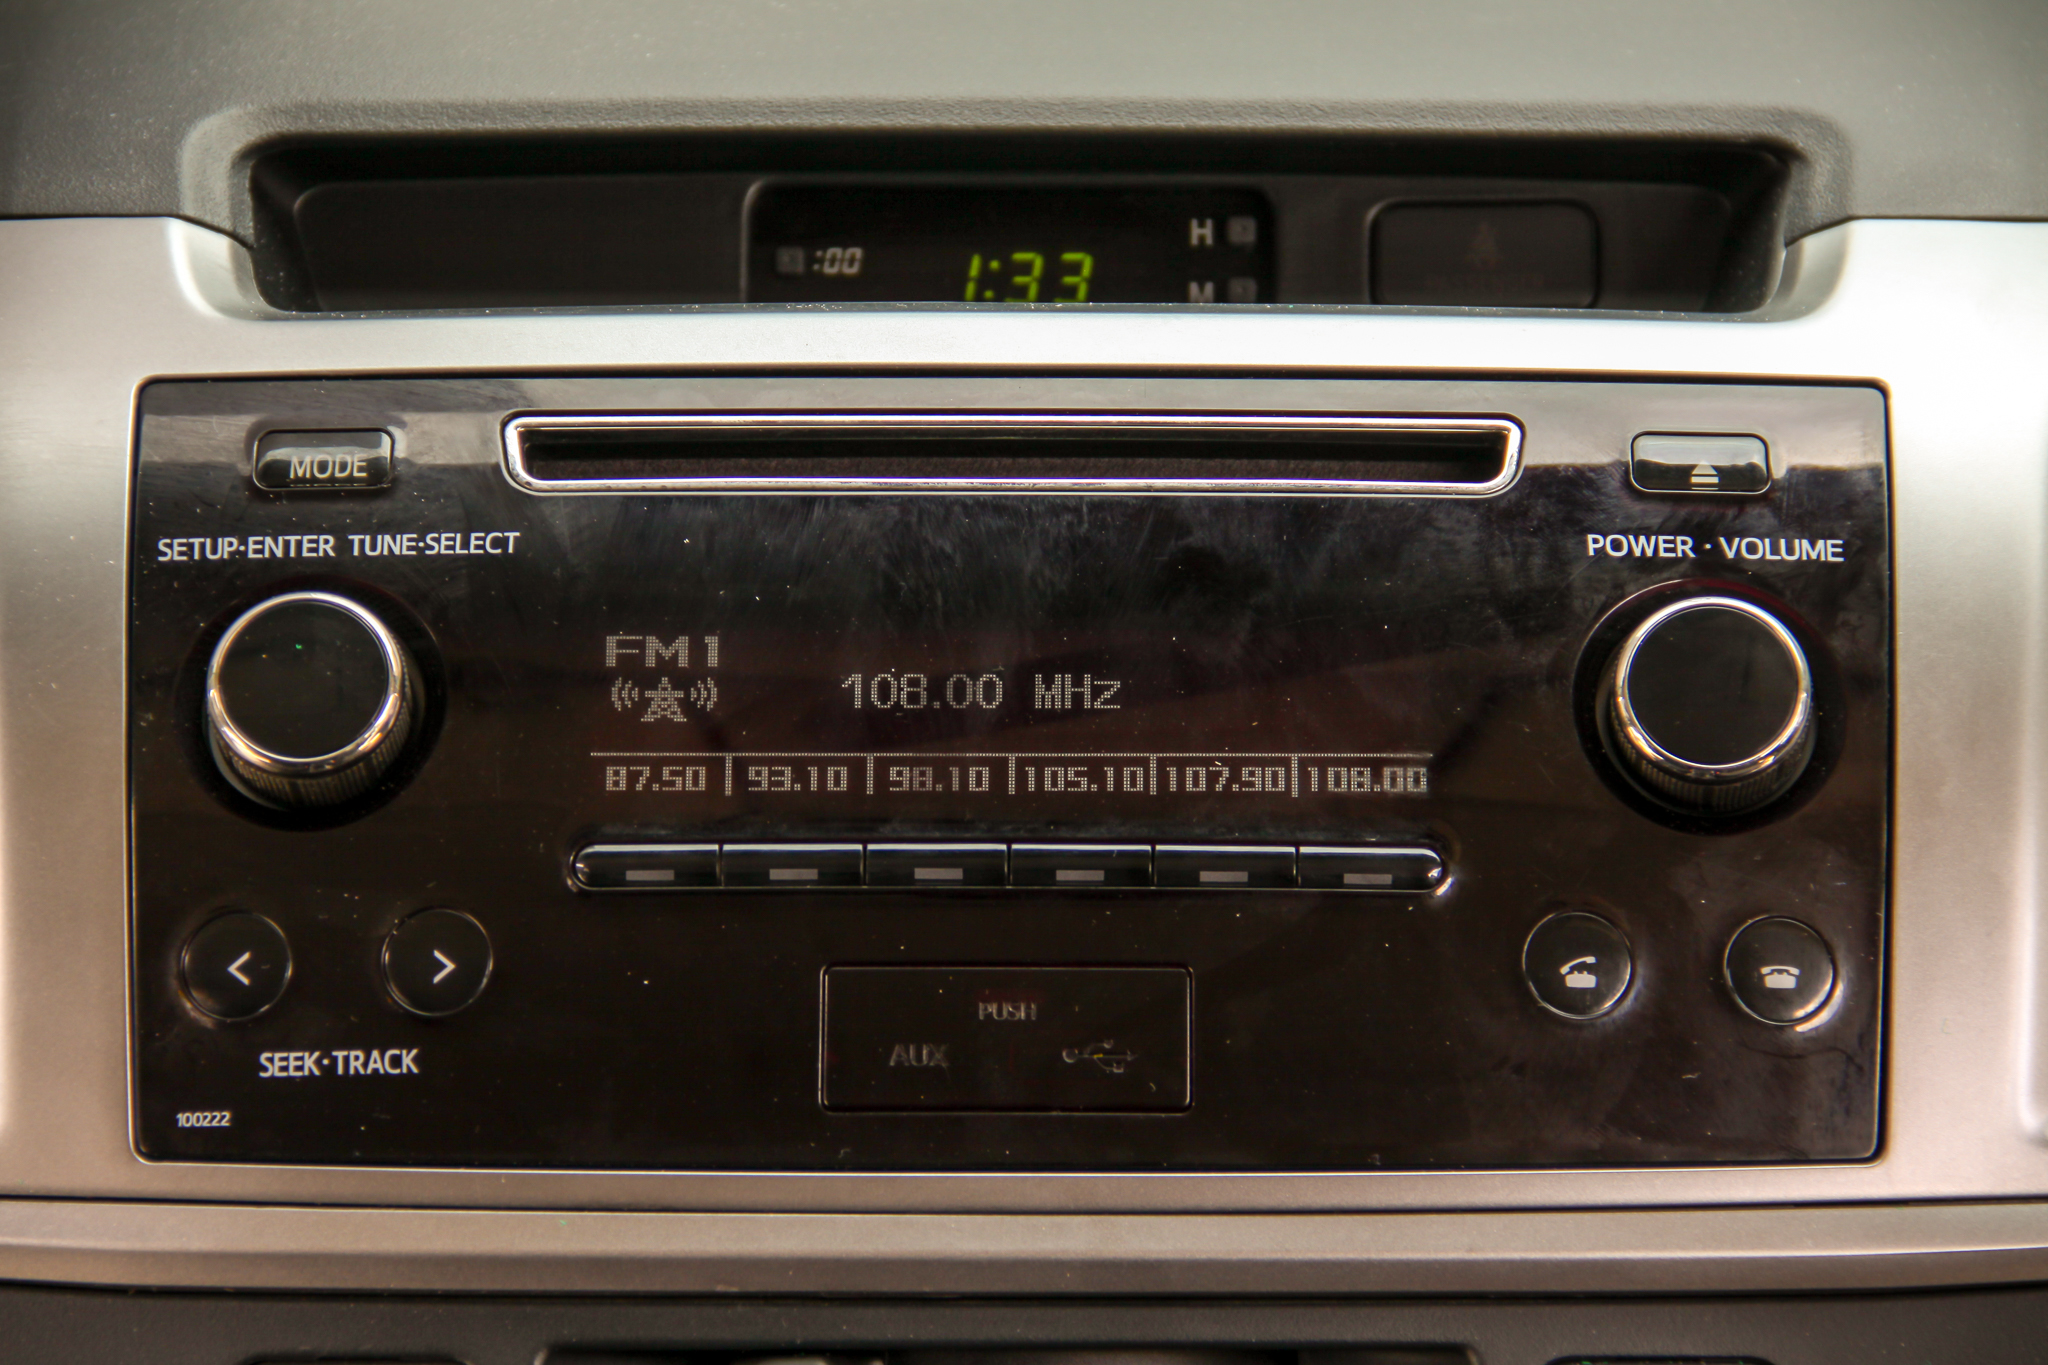 :00
1:33
H
M
MODE
SETUP·ENTER TUNE·SELECT
POWER · VOLUME
FM1
108.00 MHz
87.50 93.10 98.10 105.10 107.90 108.00
SEEK·TRACK
PUSH
AUX
100222